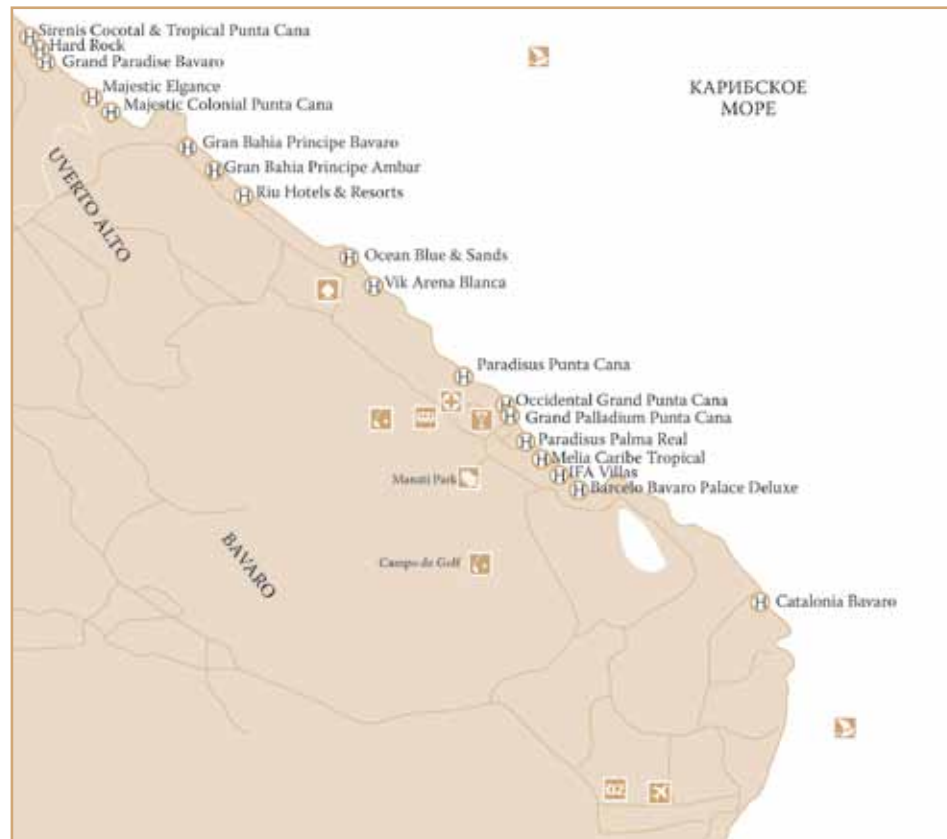 Sirenis Cocotal & Tropical Punta Cana
Hard Rock
Grand Paradise Bavaro
КАРИБСКОЕ
МОРЕ
Majestic Elgance
Majestic Colonial Punta Cana
Gran Bahia Principe Bavaro
Gran Bahia Principe Ambar
Riu Hotels & Resorts
UVERTO ALTO
Ocean Blue & Sands
Vik Arena Blanca
Paradisus Punta Cana
Occidental Grand Punta Cana
Grand Palladium Punta Cana
Paradisus Palma Real
Melia Caribe Tropical
IFA Villas
Barcelo Bavaro Palace Deluxe
Manati Park
BAVARO
Campo de Golf
Catalonia Bavaro